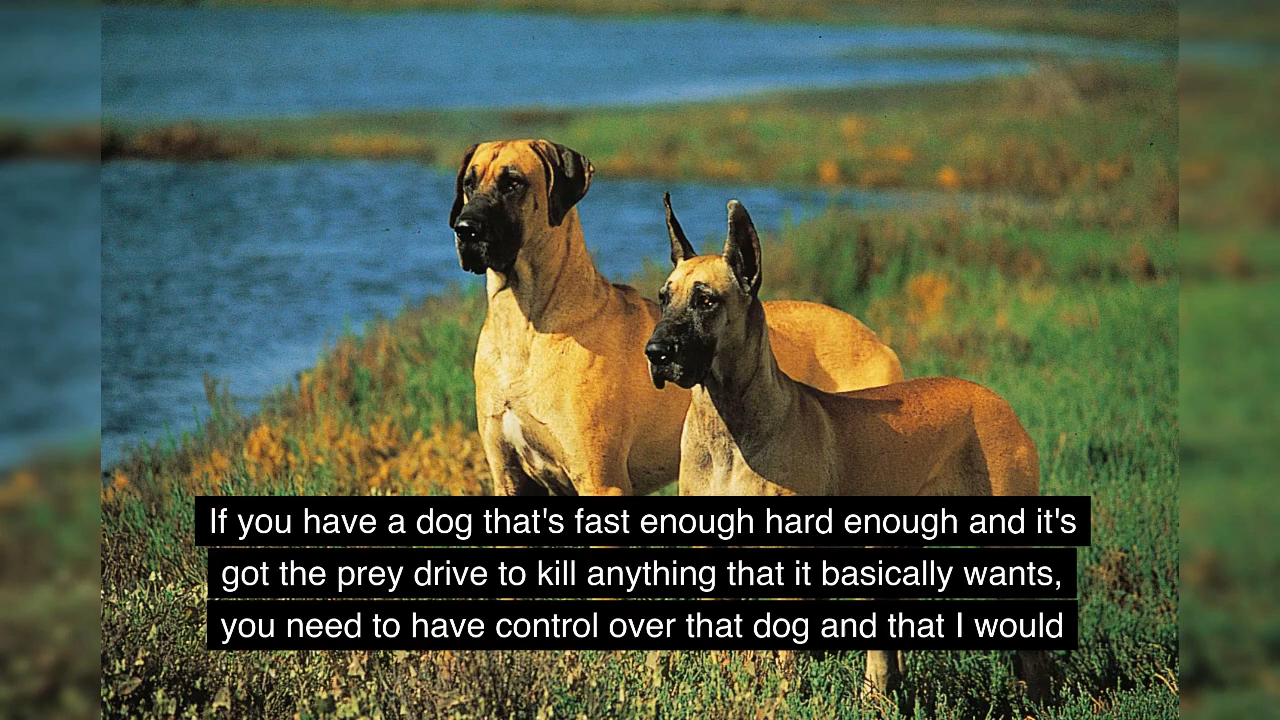 If you have a dog that's fast enough hard enough and it's
got the prey drive to kill anything that it basically wants,
you need to have control over that dog and that I would